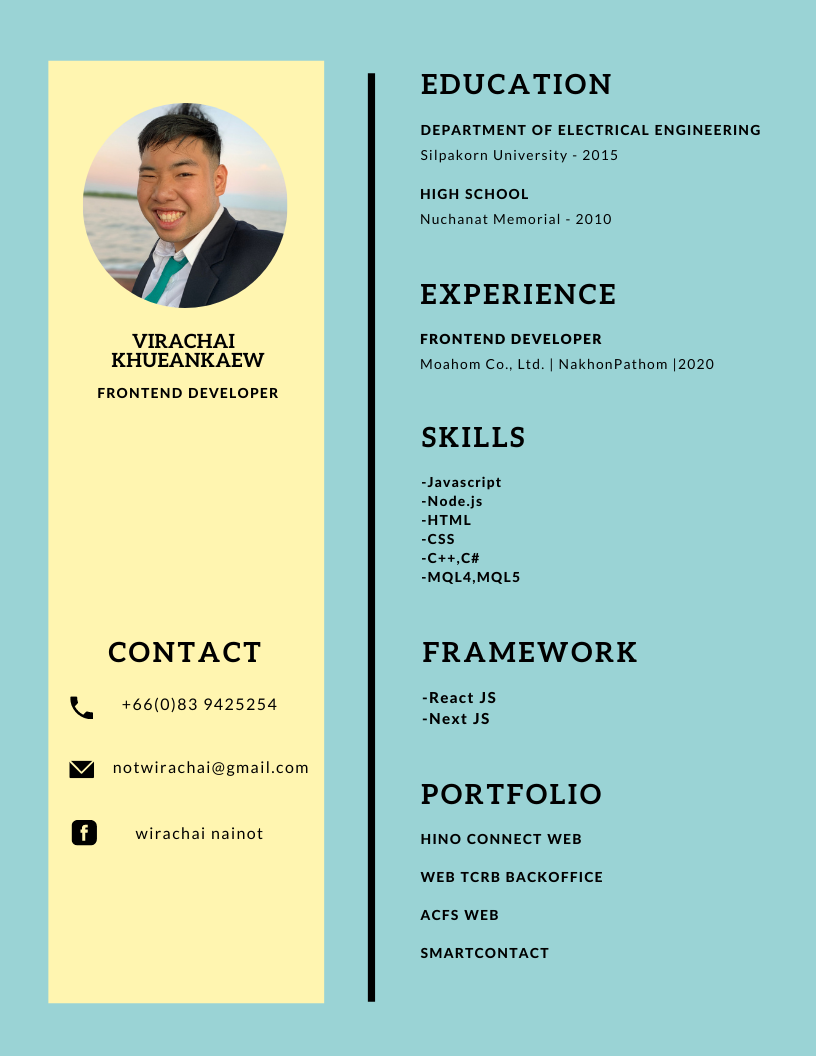 VIRACHAI
KHUEANKAEW
FRONTEND DEVELOPER
CONTACT
+66(0)83 9425254
notwirachai@gmail.com
wirachai nainot
EDUCATION
DEPARTMENT OF ELECTRICAL ENGINEERING
Silpakorn University - 2015
HIGH SCHOOL
Nuchanat Memorial - 2010
EXPERIENCE
FRONTEND DEVELOPER
Moahom Co., Ltd. | NakhonPathom |2020
SKILLS
-Javascript
-Node.js
-HTML
-CSS
-C++,C#
-MQL4,MQL5
FRAMEWORK
-React JS
-Next JS
PORTFOLIO
HINO CONNECT WEB
WEB TCRB BACKOFFICE
ACFS WEB
SMARTCONTACT